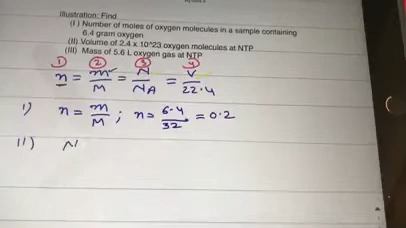 Illustration: Find
(I) Number of moles of oxygen molecules in a sample containing
6.4 gram oxygen
(II) Volume of 2.4 x 10^23 oxygen molecules at NTP
(III) Mass of 5.6 L oxygen gas at NTP
① ② ③ ④
n = m/M = N/NA = V/22.4
i) n = m/M ; n = 6.4/32 = 0.2
ii) N